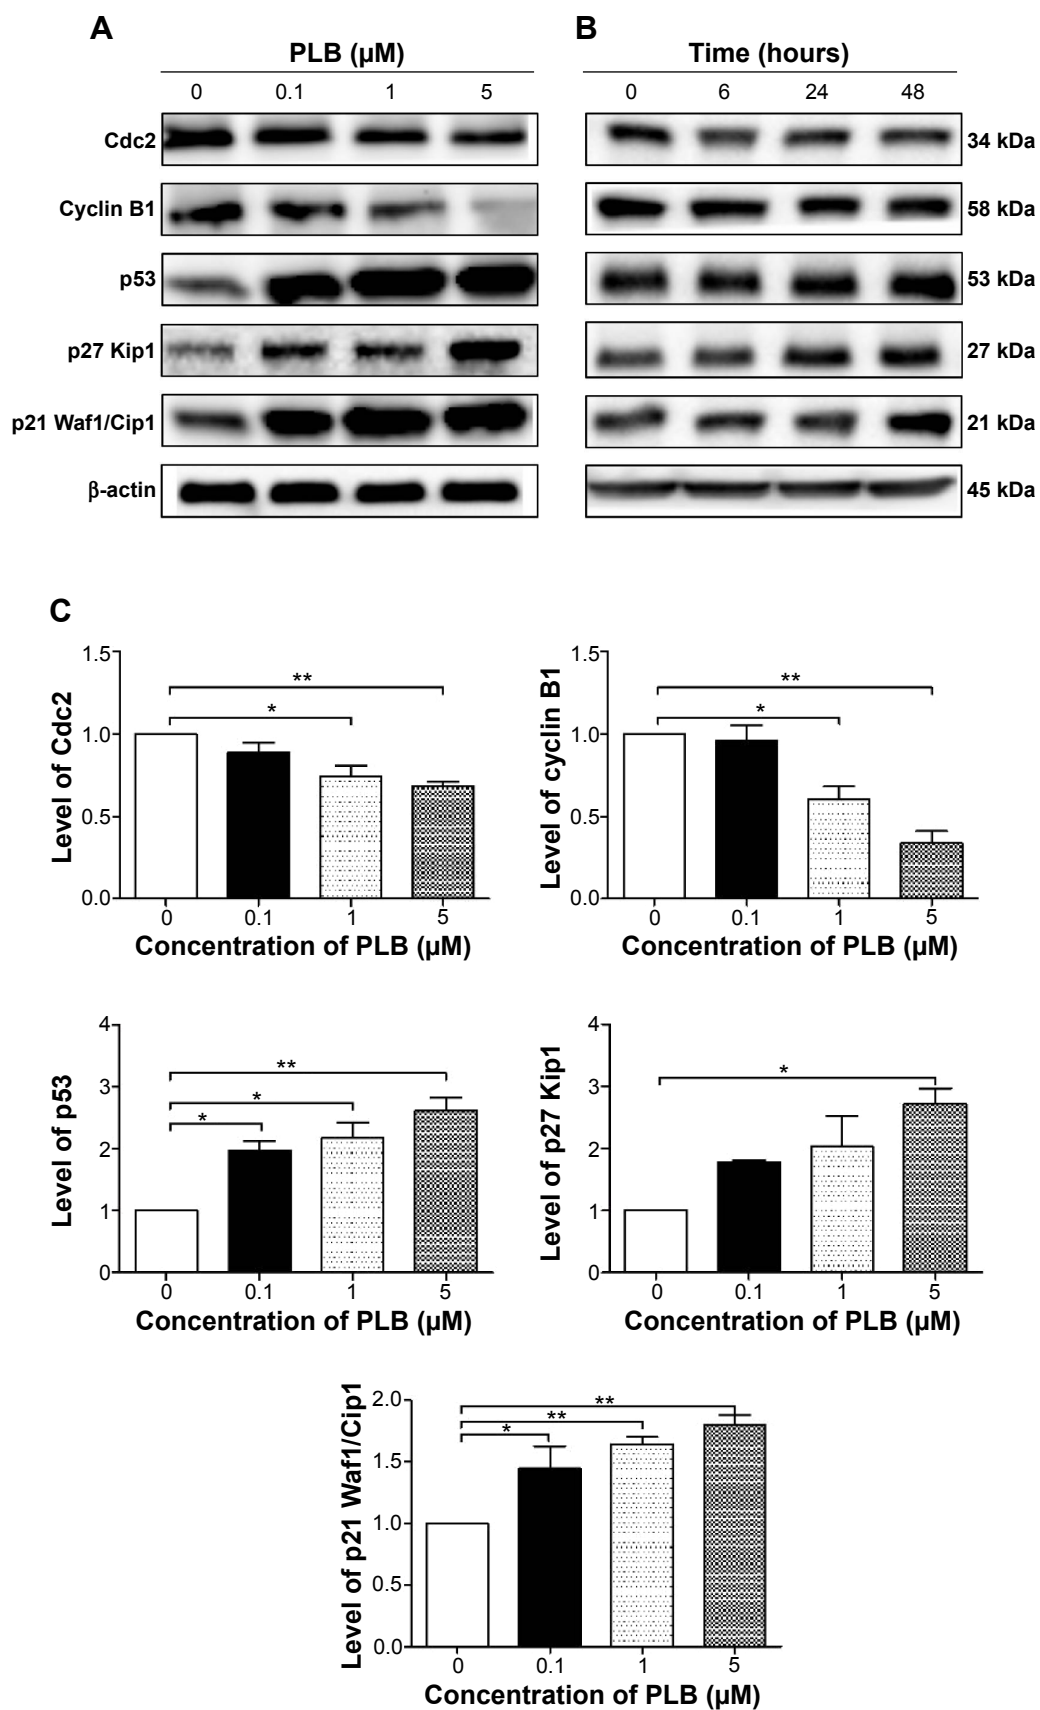 A
B
PLB (µM)
Time (hours)
0 0.1 1 5
0 6 24 48
Cdc2
34 kDa
Cyclin B1
58 kDa
p53
53 kDa
p27 Kip1
27 kDa
p21 Waf1/Cip1
21 kDa
β-actin
45 kDa
C
Level of Cdc2
1.5
1.0
0.5
0.0
**
*
0 0.1 1 5
Concentration of PLB (µM)
Level of cyclin B1
1.5
1.0
0.5
0.0
**
*
0 0.1 1 5
Concentration of PLB (µM)
Level of p53
4
3
2
1
0
**
*
*
0 0.1 1 5
Concentration of PLB (µM)
Level of p27 Kip1
4
3
2
1
0
*
0 0.1 1 5
Concentration of PLB (µM)
Level of p21 Waf1/Cip1
2.0
1.5
1.0
0.5
0.0
**
**
*
0 0.1 1 5
Concentration of PLB (µM)